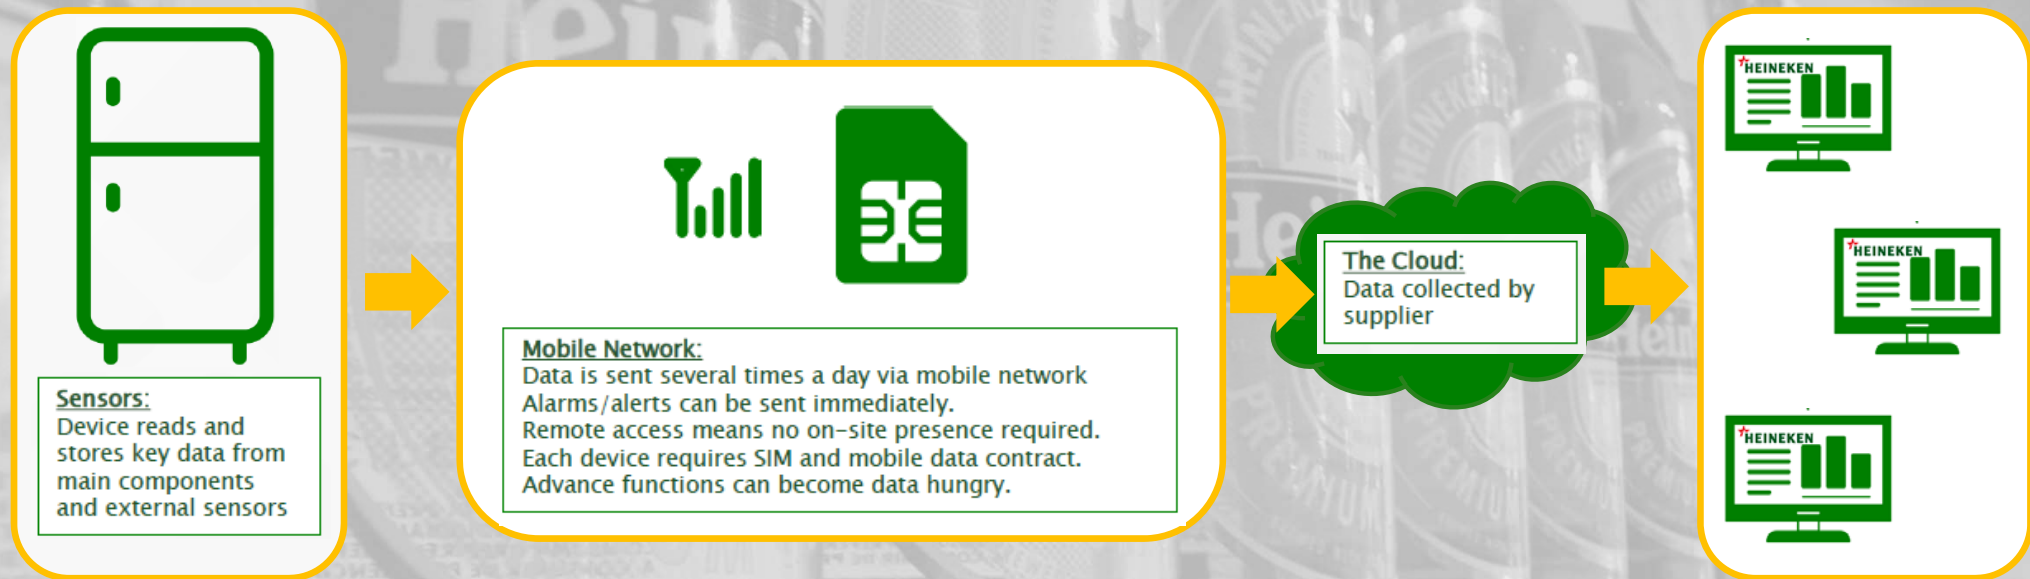 Sensors:
Device reads and
stores key data from
main components
and external sensors
Mobile Network:
Data is sent several times a day via mobile network
Alarms/alerts can be sent immediately.
Remote access means no on-site presence required.
Each device requires SIM and mobile data contract.
Advance functions can become data hungry.
The Cloud:
Data collected by
supplier
HEINEKEN
HEINEKEN
HEINEKEN